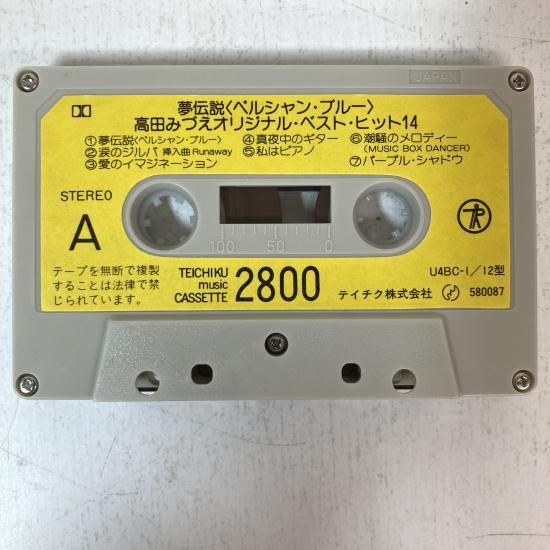 JAPAN
夢伝説〈ペルシャン・ブルー〉
高田みづえオリジナル・ベスト・ヒット14
①夢伝説〈ペルシャン・ブルー〉 ④真夜中のギター ⑥潮騒のメロディー
②涙のジルバ 挿入曲 Runaway ⑤私はピアノ (MUSIC BOX DANCER)
③愛のイマジネーション ⑦パープル・シャドウ
STEREO
A
100 50 0
テープを無断で複製
することは法律で禁
じられています。
TEICHIKU
music
CASSETTE
2800
U4BC-1／12型
テイチク株式会社 580087